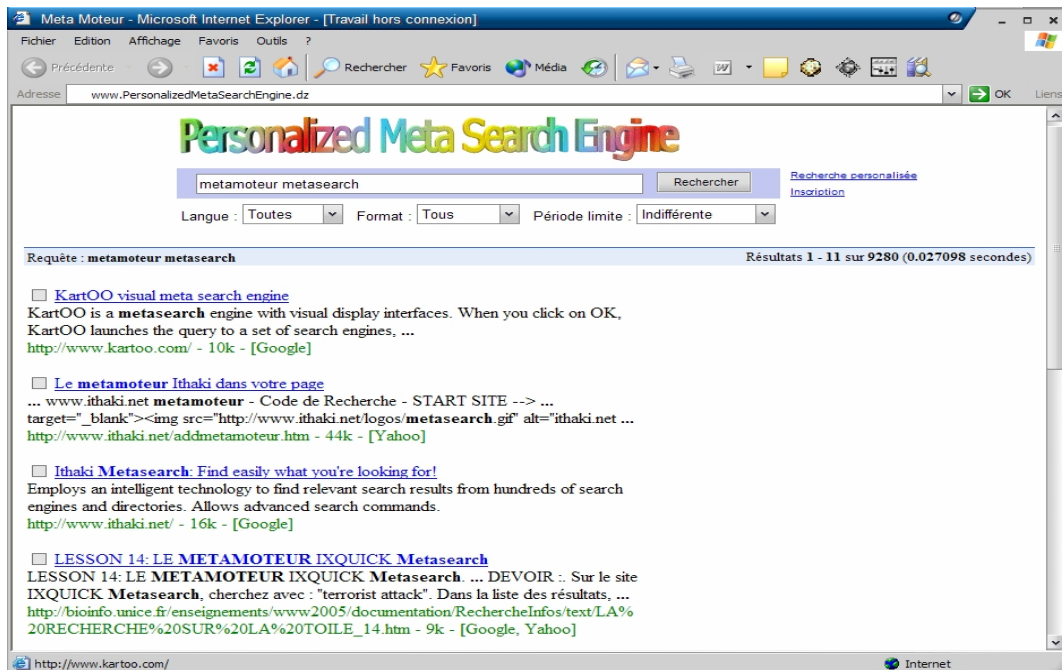 Meta Moteur - Microsoft Internet Explorer - [Travail hors connexion]
Fichier Edition Affichage Favoris Outils ?
Précédente Rechercher Favoris Média
Adresse www.PersonalizedMetaSearchEngine.dz OK Liens
Personalized Meta Search Engine
metamoteur metasearch Rechercher Recherche personalisée
Inscription
Langue : Toutes Format : Tous Période limite : Indifférente
Requête : metamoteur metasearch Résultats 1 - 11 sur 9280 (0.027098 secondes)
KartOO visual meta search engine
KartOO is a metasearch engine with visual display interfaces. When you click on OK,
KartOO launches the query to a set of search engines, ...
http://www.kartoo.com/ - 10k - [Google]
Le metamoteur Ithaki dans votre page
... www.ithaki.net metamoteur - Code de Recherche - START SITE --> ...
target="_blank"><img src="http://www.ithaki.net/logos/metasearch.gif" alt="ithaki.net ...
http://www.ithaki.net/addmetamoteur.htm - 44k - [Yahoo]
Ithaki Metasearch: Find easily what you're looking for!
Employs an intelligent technology to find relevant search results from hundreds of search
engines and directories. Allows advanced search commands.
http://www.ithaki.net/ - 16k - [Google]
LESSON 14: LE METAMOTEUR IXQUICK Metasearch
LESSON 14: LE METAMOTEUR IXQUICK Metasearch. ... DEVOIR :. Sur le site
IXQUICK Metasearch, cherchez avec : "terrorist attack". Dans la liste des résultats, ...
http://bioinfo.unice.fr/enseignements/www2005/documentation/RechercheInfos/text/LA%
20RECHERCHE%20SUR%20LA%20TOILE_14.htm - 9k - [Google, Yahoo]
http://www.kartoo.com/ Internet